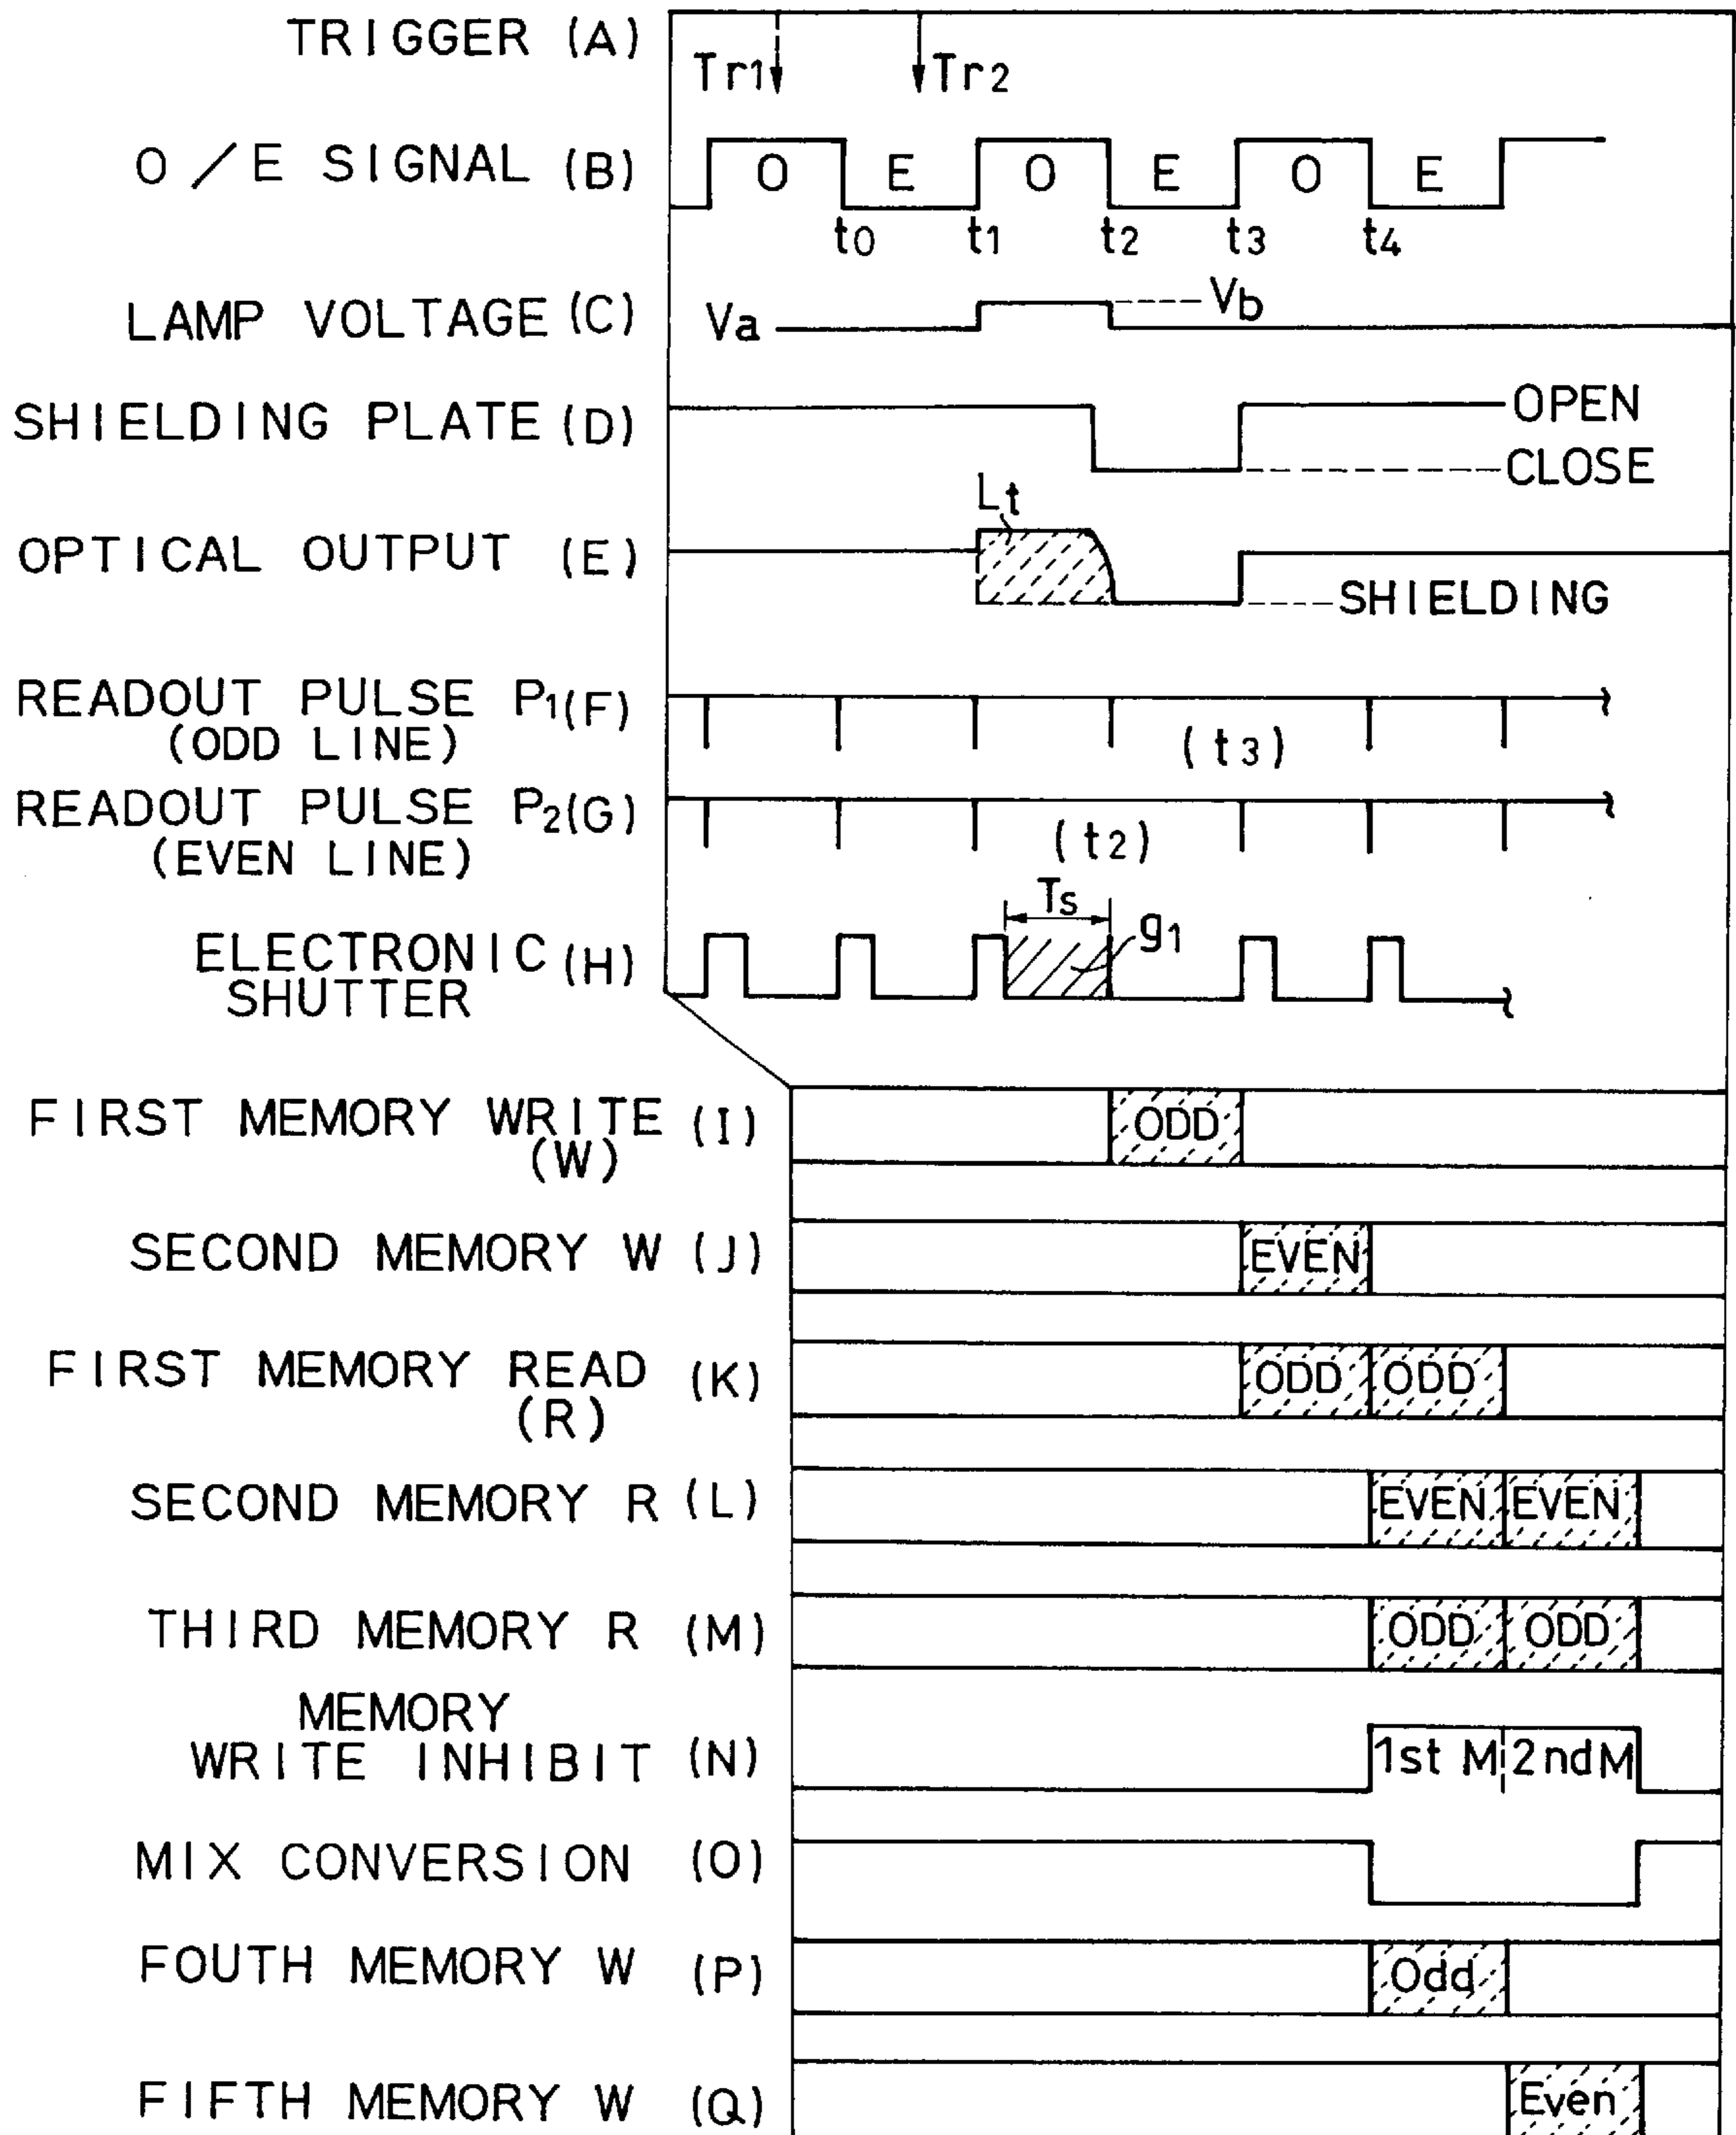 TRIGGER (A)
Tr1 Tr2
O/E SIGNAL (B)
O E O E O E
t0 t1 t2 t3 t4
LAMP VOLTAGE (C)
Va Vb
SHIELDING PLATE (D)
OPEN
CLOSE
Lt
OPTICAL OUTPUT (E)
SHIELDING
READOUT PULSE P1(F)
(ODD LINE)
(t3)
READOUT PULSE P2(G)
(EVEN LINE)
(t2)
Ts
g1
ELECTRONIC (H)
SHUTTER
FIRST MEMORY WRITE (I)
(W)
ODD
SECOND MEMORY W (J)
EVEN
FIRST MEMORY READ (K)
(R)
ODD ODD
SECOND MEMORY R (L)
EVEN EVEN
THIRD MEMORY R (M)
ODD ODD
MEMORY
WRITE INHIBIT (N)
1st M 2nd M
MIX CONVERSION (O)
FOUTH MEMORY W (P)
Odd
FIFTH MEMORY W (Q)
Even